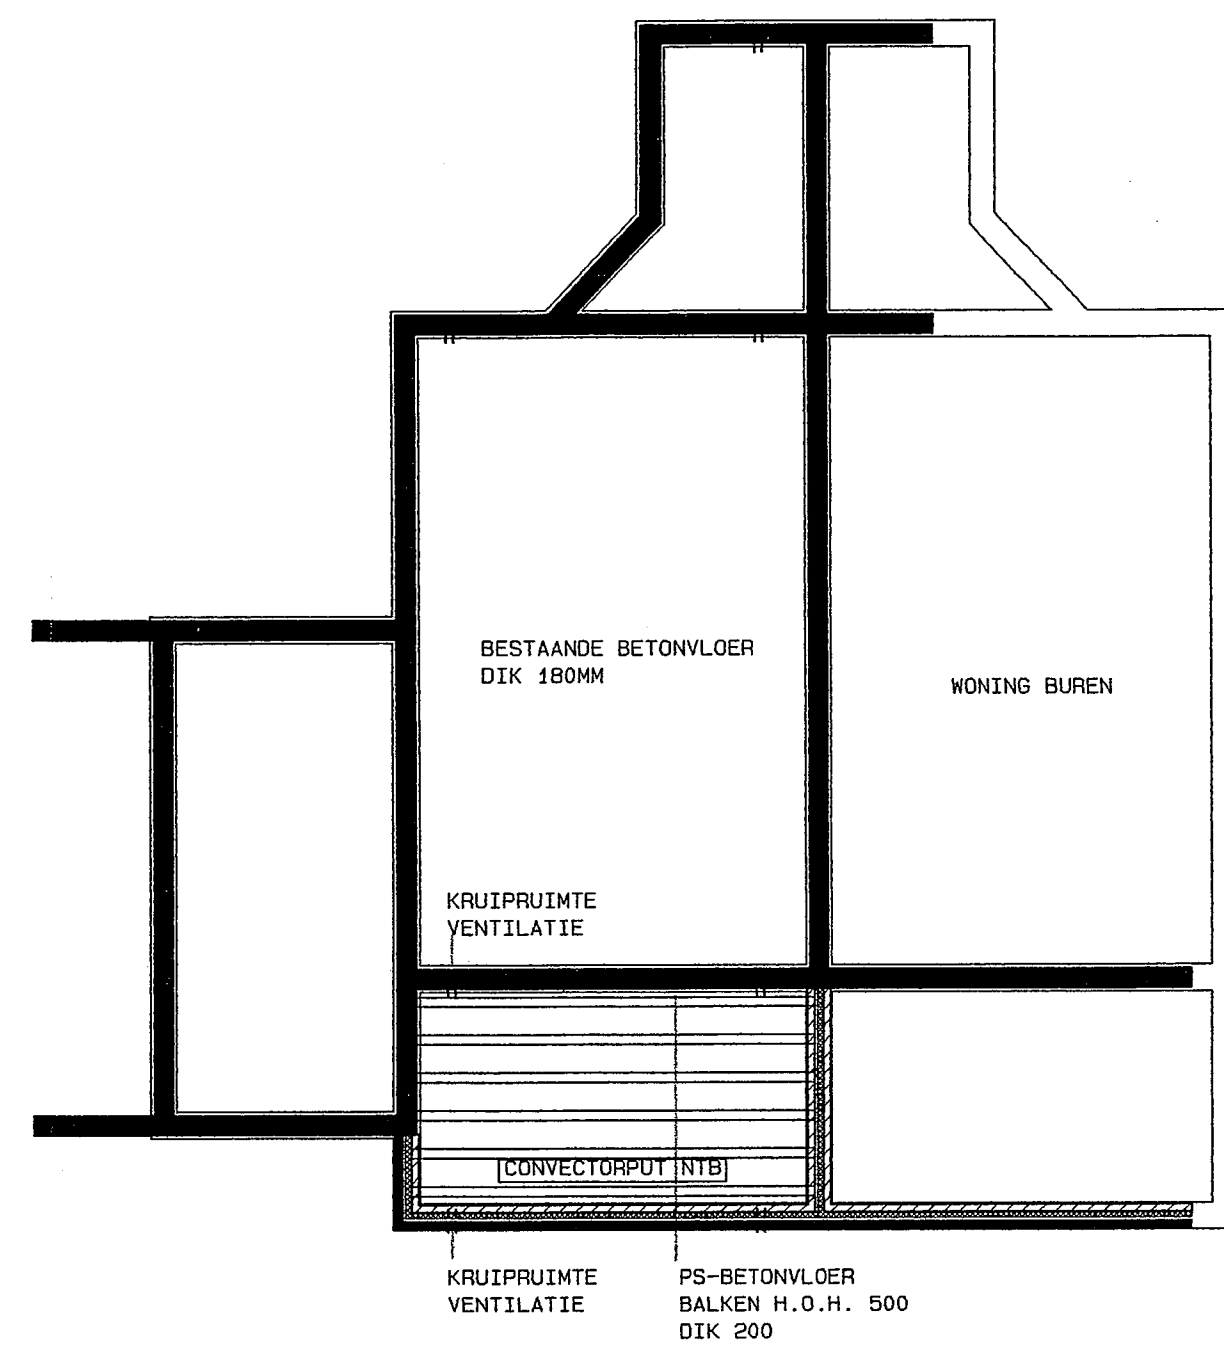 BESTAANDE BETONVLOER
DIK 180MM
WONING BUREN
KRUIPRUIMTE
VENTILATIE
CONVECTORPUT NTB
KRUIPRUIMTE
VENTILATIE
PS-BETONVLOER
BALKEN H.O.H. 500
DIK 200